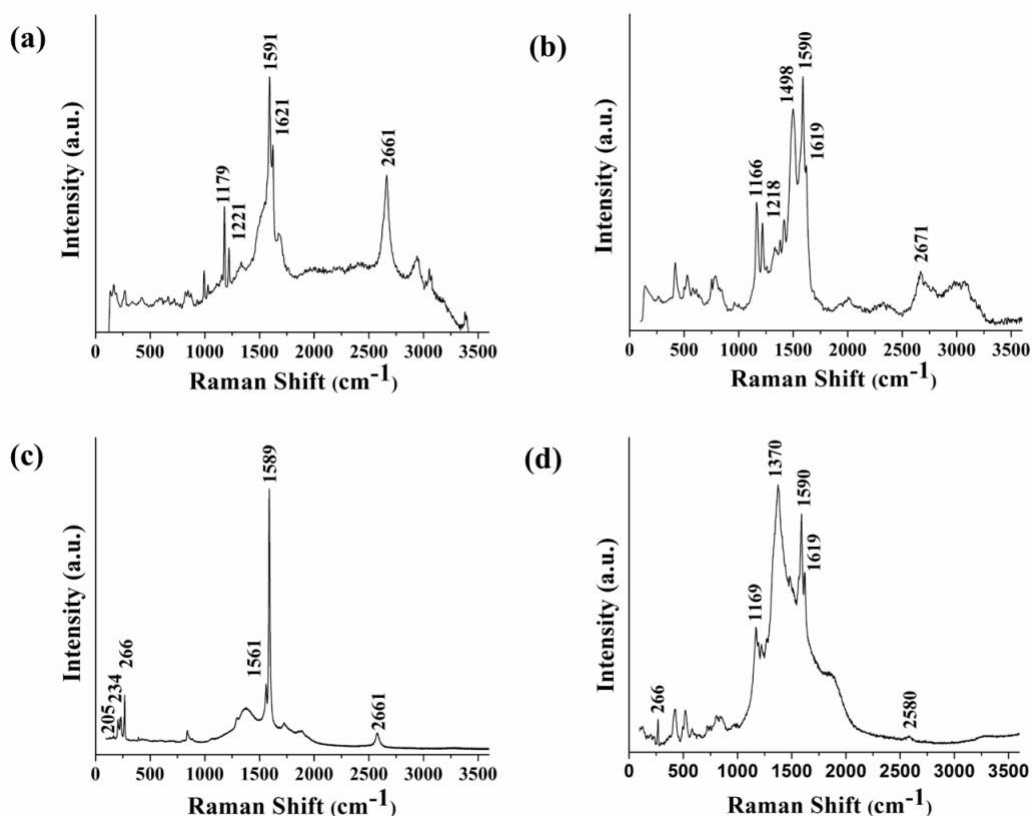 (a)
Intensity (a.u.)
1179
1221
1591
1621
2661
0 500 1000 1500 2000 2500 3000 3500
Raman Shift (cm-1)
(b)
Intensity (a.u.)
1166
1218
1498
1590
1619
2671
0 500 1000 1500 2000 2500 3000 3500
Raman Shift (cm-1)
(c)
Intensity (a.u.)
205
234
266
1561
1589
2661
0 500 1000 1500 2000 2500 3000 3500
Raman Shift (cm-1)
(d)
Intensity (a.u.)
266
1169
1370
1590
1619
2580
0 500 1000 1500 2000 2500 3000 3500
Raman Shift (cm-1)